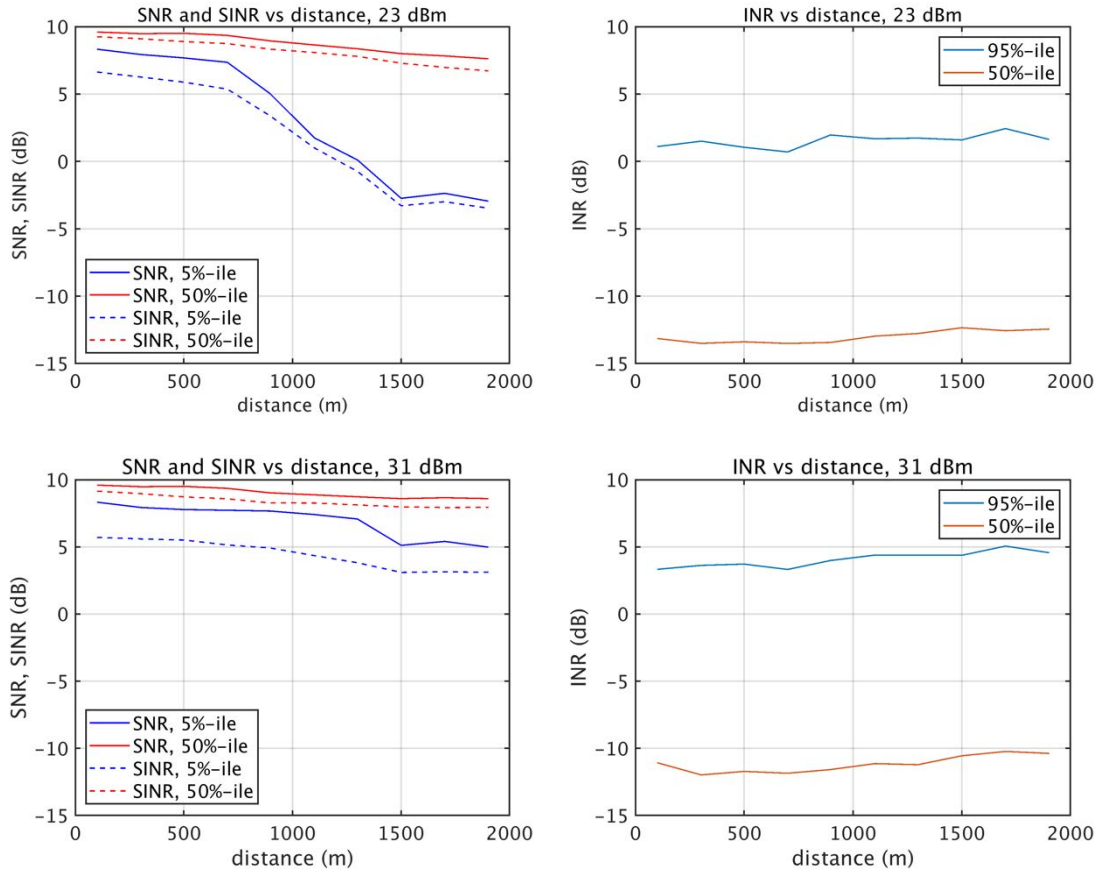 SNR and SINR vs distance, 23 dBm
10
5
0
−5
−10
−15
SNR, SINR (dB)
SNR, 5%-ile
SNR, 50%-ile
SINR, 5%-ile
SINR, 50%-ile
0 500 1000 1500 2000
distance (m)
INR vs distance, 23 dBm
10
5
0
−5
−10
−15
INR (dB)
95%-ile
50%-ile
0 500 1000 1500 2000
distance (m)
SNR and SINR vs distance, 31 dBm
10
5
0
−5
−10
−15
SNR, SINR (dB)
SNR, 5%-ile
SNR, 50%-ile
SINR, 5%-ile
SINR, 50%-ile
0 500 1000 1500 2000
distance (m)
INR vs distance, 31 dBm
10
5
0
−5
−10
−15
INR (dB)
95%-ile
50%-ile
0 500 1000 1500 2000
distance (m)